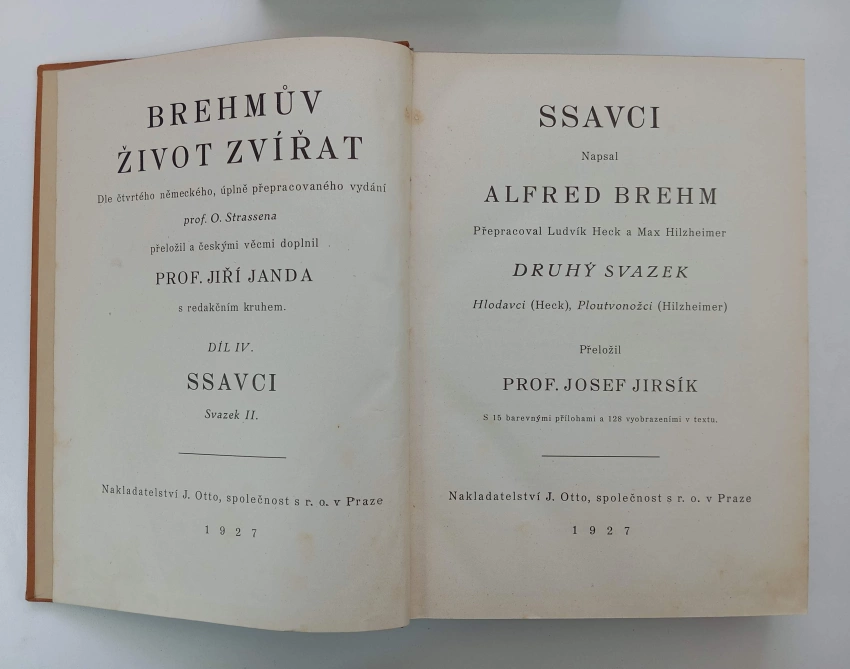 BREHMŮV
ŽIVOT ZVÍŘAT
Dle čtvrtého německého, úplně přepracovaného vydání
prof. O. Strassena
přeložil a českými věcmi doplnil
PROF. JIŘÍ JANDA
s redakčním kruhem.
DÍL IV.
SSAVCI
Svazek II.
Nakladatelství J. Otto, společnost s r. o. v Praze
1927
SSAVCI
Napsal
ALFRED BREHM
Přepracoval Ludvík Heck a Max Hilzheimer
DRUHÝ SVAZEK
Hlodavci (Heck), Ploutvonožci (Hilzheimer)
Přeložil
PROF. JOSEF JIRSÍK
S 15 barevnými přílohami a 128 vyobrazeními v textu.
Nakladatelství J. Otto, společnost s r. o. v Praze
1927